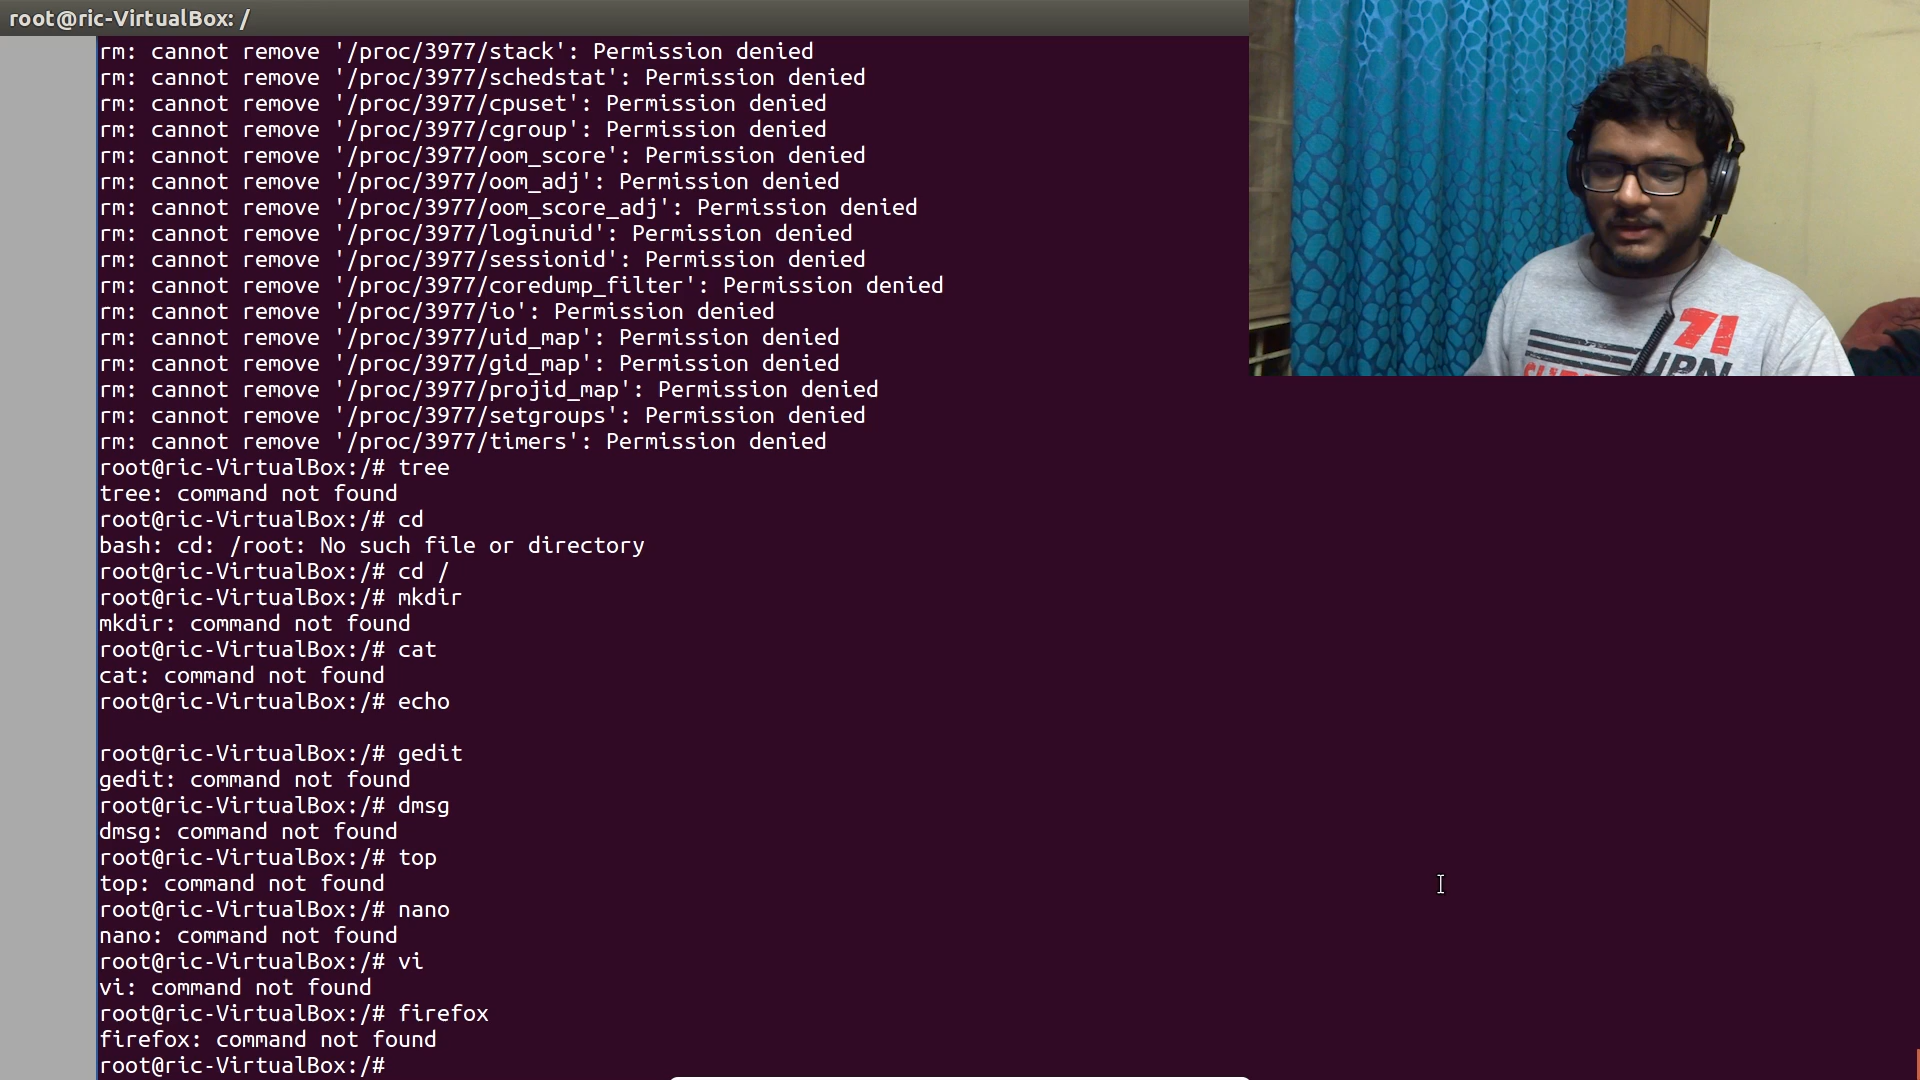 root@ric-VirtualBox: /
rm: cannot remove '/proc/3977/stack': Permission denied
rm: cannot remove '/proc/3977/schedstat': Permission denied
rm: cannot remove '/proc/3977/cpuset': Permission denied
rm: cannot remove '/proc/3977/cgroup': Permission denied
rm: cannot remove '/proc/3977/oom_score': Permission denied
rm: cannot remove '/proc/3977/oom_adj': Permission denied
rm: cannot remove '/proc/3977/oom_score_adj': Permission denied
rm: cannot remove '/proc/3977/loginuid': Permission denied
rm: cannot remove '/proc/3977/sessionid': Permission denied
rm: cannot remove '/proc/3977/coredump_filter': Permission denied
rm: cannot remove '/proc/3977/io': Permission denied
rm: cannot remove '/proc/3977/uid_map': Permission denied
rm: cannot remove '/proc/3977/gid_map': Permission denied
rm: cannot remove '/proc/3977/projid_map': Permission denied
rm: cannot remove '/proc/3977/setgroups': Permission denied
rm: cannot remove '/proc/3977/timers': Permission denied
root@ric-VirtualBox:/# tree
tree: command not found
root@ric-VirtualBox:/# cd
bash: cd: /root: No such file or directory
root@ric-VirtualBox:/# cd /
root@ric-VirtualBox:/# mkdir
mkdir: command not found
root@ric-VirtualBox:/# cat
cat: command not found
root@ric-VirtualBox:/# echo
root@ric-VirtualBox:/# gedit
gedit: command not found
root@ric-VirtualBox:/# dmsg
dmsg: command not found
root@ric-VirtualBox:/# top
top: command not found
root@ric-VirtualBox:/# nano
nano: command not found
root@ric-VirtualBox:/# vi
vi: command not found
root@ric-VirtualBox:/# firefox
firefox: command not found
root@ric-VirtualBox:/#
71
JPN